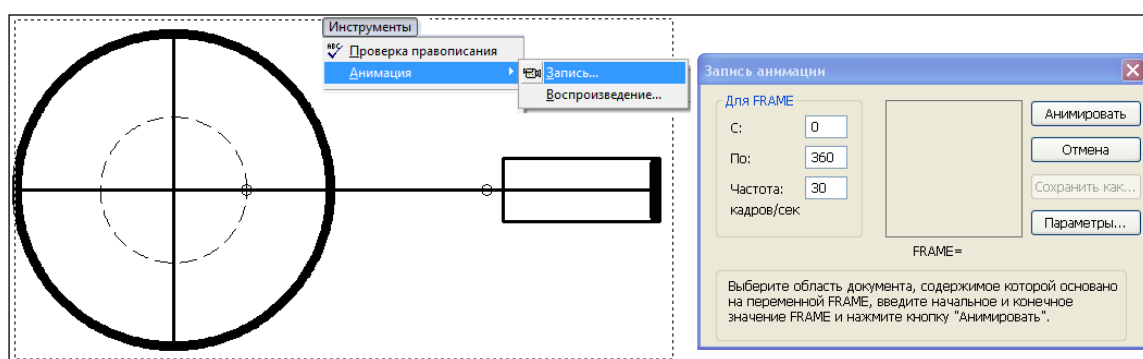 Инструменты
ABC Проверка правописания
Анимация
Запись...
Воспроизведение...
Запись анимации
Для FRAME
С: 0
По: 360
Частота: 30
кадров/сек
FRAME=
Анимировать
Отмена
Сохранить как...
Параметры...
Выберите область документа, содержимое которой основано
на переменной FRAME, введите начальное и конечное
значение FRAME и нажмите кнопку "Анимировать".